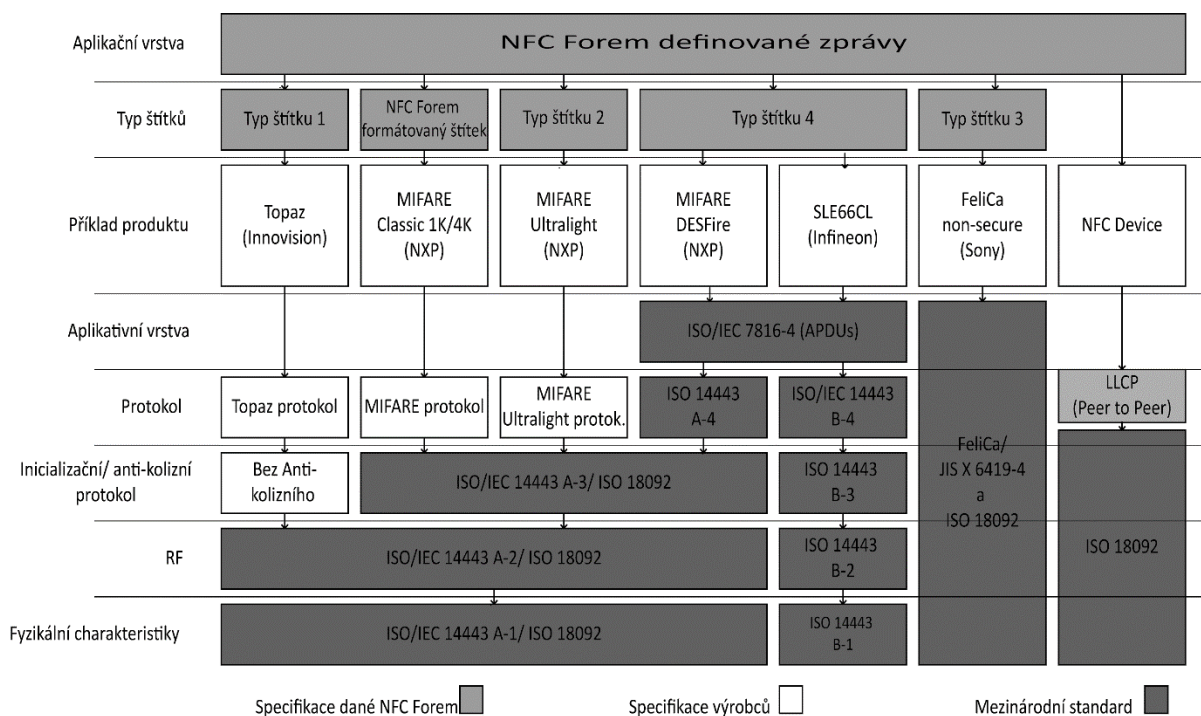 Aplikační vrstva
NFC Forem definované zprávy
Typ štítků
Typ štítku 1
NFC Forem
formátovaný štítek
Typ štítku 2
Typ štítku 4
Typ štítku 3
Příklad produktu
Topaz
(Innovision)
MIFARE
Classic 1K/4K
(NXP)
MIFARE
Ultralight
(NXP)
MIFARE
DESFire
(NXP)
SLE66CL
(Infineon)
FeliCa
non-secure
(Sony)
NFC Device
Aplikativní vrstva
ISO/IEC 7816-4 (APDUs)
Protokol
Topaz protokol
MIFARE protokol
MIFARE
Ultralight protok.
ISO 14443
A-4
ISO/IEC 14443
B-4
LLCP
(Peer to Peer)
Inicializační/ anti-kolizní
protokol
Bez Anti-
kolizního
ISO/IEC 14443 A-3/ ISO 18092
ISO 14443
B-3
FeliCa/
JIS X 6419-4
a
ISO 18092
RF
ISO/IEC 14443 A-2/ ISO 18092
ISO 14443
B-2
ISO 18092
Fyzikální charakteristiky
ISO/IEC 14443 A-1/ ISO 18092
ISO 14443
B-1
Specifikace dané NFC Forem
Specifikace výrobců
Mezinárodní standard